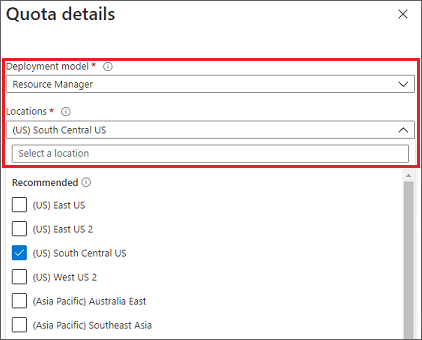 Quota details
Deployment model *
Resource Manager
Locations *
(US) South Central US
Select a location
Recommended
(US) East US
(US) East US 2
(US) South Central US
(US) West US 2
(Asia Pacific) Australia East
(Asia Pacific) Southeast Asia